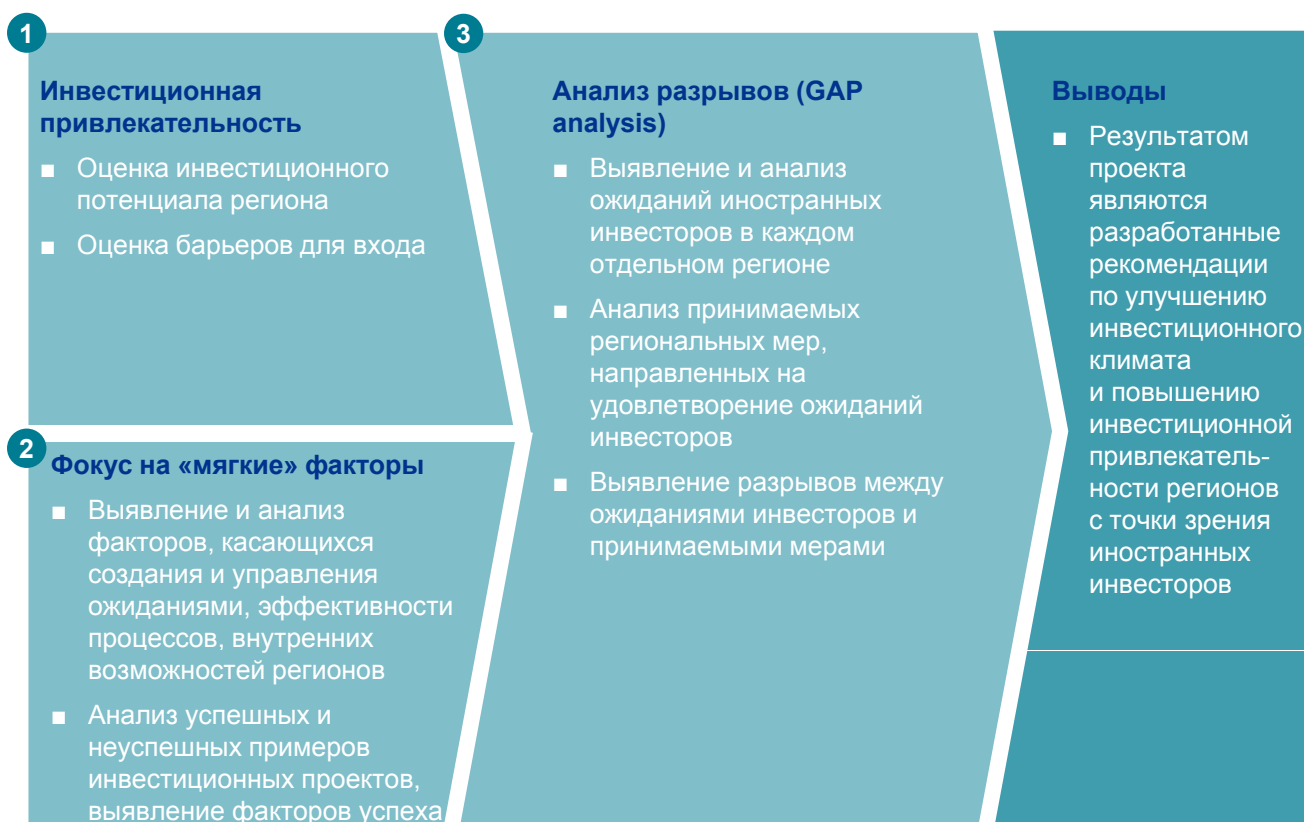 1
Инвестиционная
привлекательность
■ Оценка инвестиционного
потенциала региона
■ Оценка барьеров для входа
2
Фокус на «мягкие» факторы
■ Выявление и анализ
факторов, касающихся
создания и управления
ожиданиями, эффективности
процессов, внутренних
возможностей регионов
■ Анализ успешных и
неуспешных примеров
инвестиционных проектов,
выявление факторов успеха
3
Анализ разрывов (GAP
analysis)
■ Выявление и анализ
ожиданий иностранных
инвесторов в каждом
отдельном регионе
■ Анализ принимаемых
региональных мер,
направленных на
удовлетворение ожиданий
инвесторов
■ Выявление разрывов между
ожиданиями инвесторов и
принимаемыми мерами
Выводы
■ Результатом
проекта
являются
разработанные
рекомендации
по улучшению
инвестиционного
климата
и повышению
инвестиционной
привлекатель-
ности регионов
с точки зрения
иностранных
инвесторов